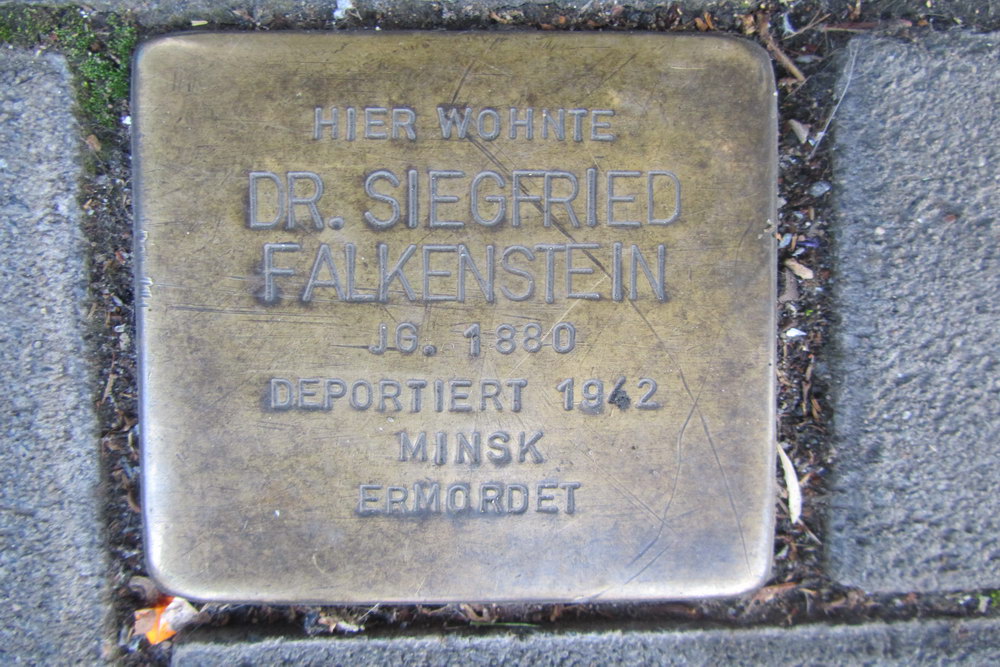 HIER WOHNTE
DR. SIEGFRIED
FALKENSTEIN
JG. 1880
DEPORTIERT 1942
MINSK
ERMORDET